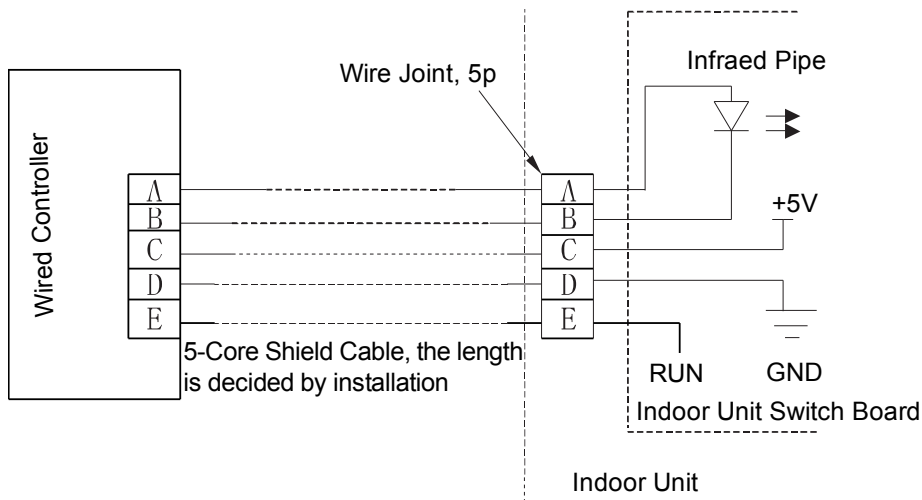 Infraed Pipe
Wire Joint, 5p
Wired Controller
A
A
B
B
+5V
C
C
D
D
E
E
5-Core Shield Cable, the length
is decided by installation
RUN
GND
Indoor Unit Switch Board
Indoor Unit